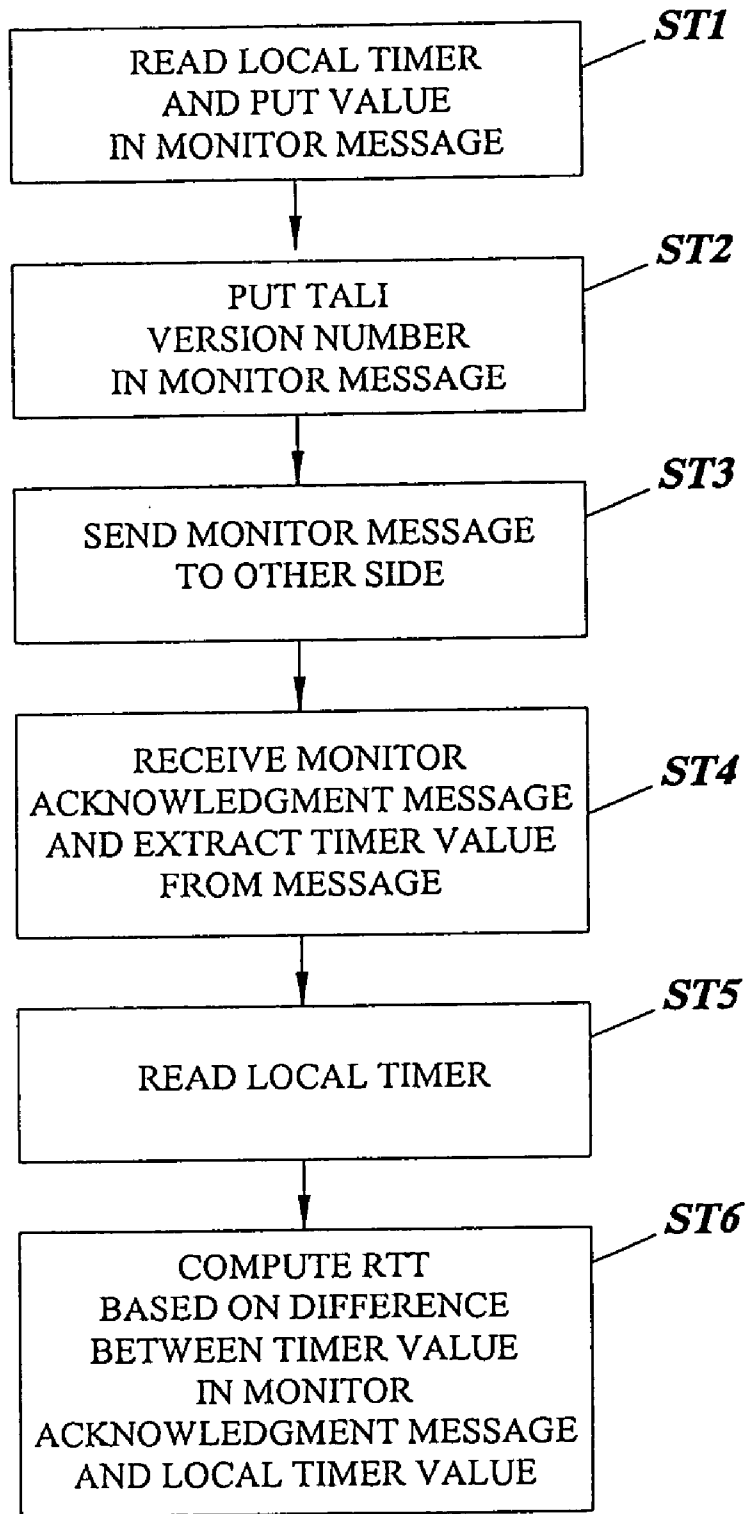 ST1
READ LOCAL TIMER
AND PUT VALUE
IN MONITOR MESSAGE
ST2
PUT TALI
VERSION NUMBER
IN MONITOR MESSAGE
ST3
SEND MONITOR MESSAGE
TO OTHER SIDE
ST4
RECEIVE MONITOR
ACKNOWLEDGMENT MESSAGE
AND EXTRACT TIMER VALUE
FROM MESSAGE
ST5
READ LOCAL TIMER
ST6
COMPUTE RTT
BASED ON DIFFERENCE
BETWEEN TIMER VALUE
IN MONITOR
ACKNOWLEDGMENT MESSAGE
AND LOCAL TIMER VALUE